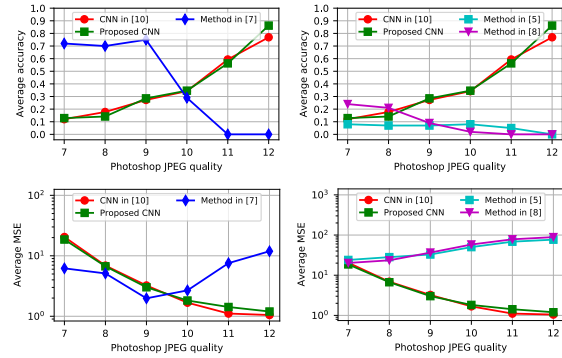 CNN in [10]
Proposed CNN
Method in [7]
Average accuracy
1.0
0.9
0.8
0.7
0.6
0.5
0.4
0.3
0.2
0.1
0.0
7 8 9 10 11 12
Photoshop JPEG quality
CNN in [10]
Proposed CNN
Method in [5]
Method in [8]
Average accuracy
1.0
0.9
0.8
0.7
0.6
0.5
0.4
0.3
0.2
0.1
0.0
7 8 9 10 11 12
Photoshop JPEG quality
CNN in [10]
Proposed CNN
Method in [7]
Average MSE
10²
10¹
10⁰
7 8 9 10 11 12
Photoshop JPEG quality
CNN in [10]
Proposed CNN
Method in [5]
Method in [8]
Average MSE
10³
10²
10¹
10⁰
7 8 9 10 11 12
Photoshop JPEG quality